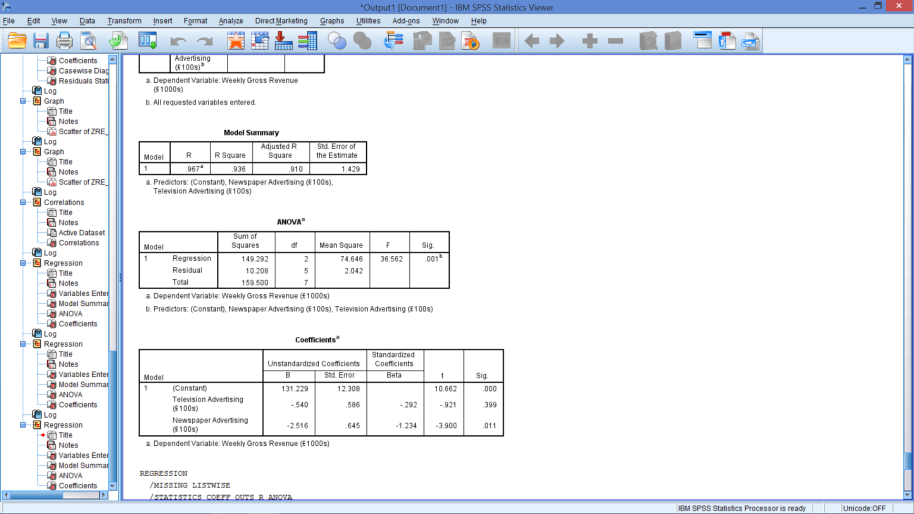 *Output1 [Document1] - IBM SPSS Statistics Viewer
File Edit View Data Transform Insert Format Analyze Direct Marketing Graphs Utilities Add-ons Window Help
Coefficients
Casewise Diag
Residuals Stati
Log
Graph
Title
Notes
Scatter of ZRE_
Log
Graph
Title
Notes
Scatter of ZRE_
Log
Correlations
Title
Notes
Active Dataset
Correlations
Log
Regression
Title
Notes
Variables Enter
Model Summar
ANOVA
Coefficients
Log
Regression
Title
Notes
Variables Enter
Model Summar
ANOVA
Coefficients
Log
Regression
Title
Notes
Variables Enter
Model Summar
ANOVA
Coefficients
Advertising
(£100s)b
a. Dependent Variable: Weekly Gross Revenue
(£1000s)
b. All requested variables entered.
Model Summary
Model R R Square Adjusted R Square Std. Error of the Estimate
1 .967a .936 .910 1.429
a. Predictors: (Constant), Newspaper Advertising (£100s),
Television Advertising (£100s)
ANOVAa
Model Sum of Squares df Mean Square F Sig.
1 Regression 149.292 2 74.646 36.562 .001b
Residual 10.208 5 2.042
Total 159.500 7
a. Dependent Variable: Weekly Gross Revenue (£1000s)
b. Predictors: (Constant), Newspaper Advertising (£100s), Television Advertising (£100s)
Coefficientsa
Model Unstandardized Coefficients Standardized Coefficients t Sig.
B Std. Error Beta
1 (Constant) 131.229 12.308 10.662 .000
Television Advertising (£100s) -.540 .586 -.292 -.921 .399
Newspaper Advertising (£100s) -2.516 .645 -1.234 -3.900 .011
a. Dependent Variable: Weekly Gross Revenue (£1000s)
REGRESSION
/MISSING LISTWISE
/STATISTICS COEFF OUTS R ANOVA
IBM SPSS Statistics Processor is ready Unicode:OFF